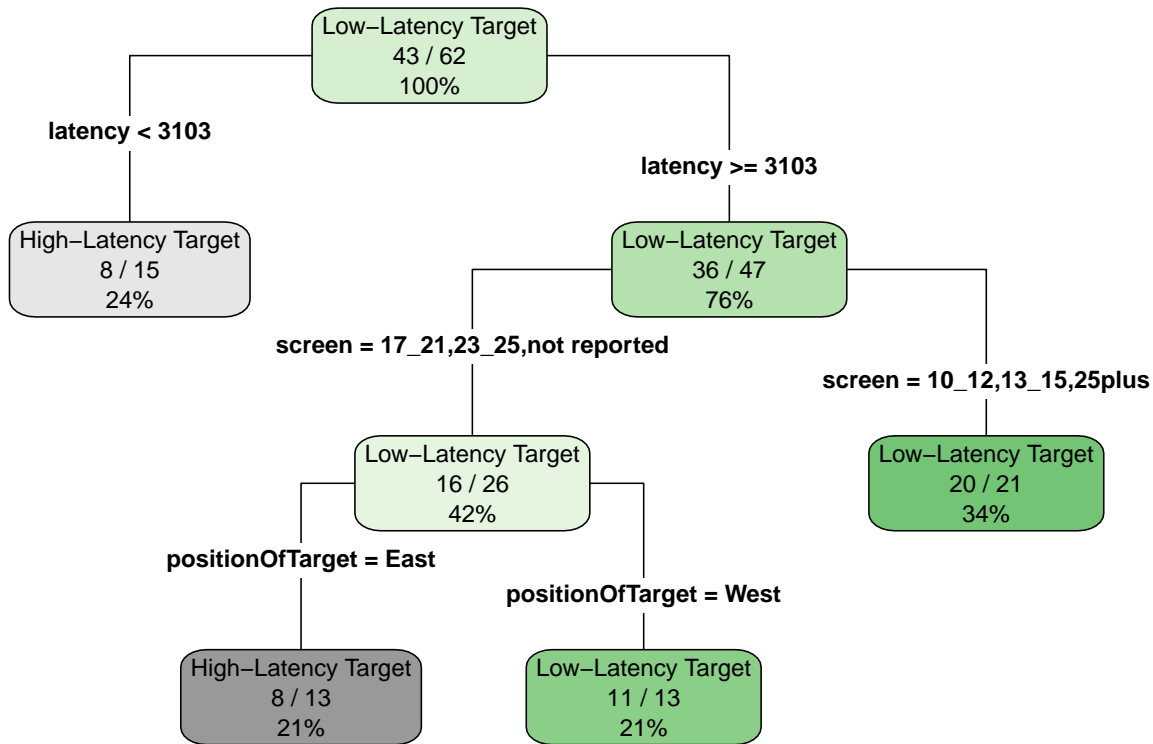 Low−Latency Target
43 / 62
100%
latency < 3103
latency >= 3103
High−Latency Target
8 / 15
24%
Low−Latency Target
36 / 47
76%
screen = 17_21,23_25,not reported
screen = 10_12,13_15,25plus
Low−Latency Target
16 / 26
42%
Low−Latency Target
20 / 21
34%
positionOfTarget = East
positionOfTarget = West
High−Latency Target
8 / 13
21%
Low−Latency Target
11 / 13
21%